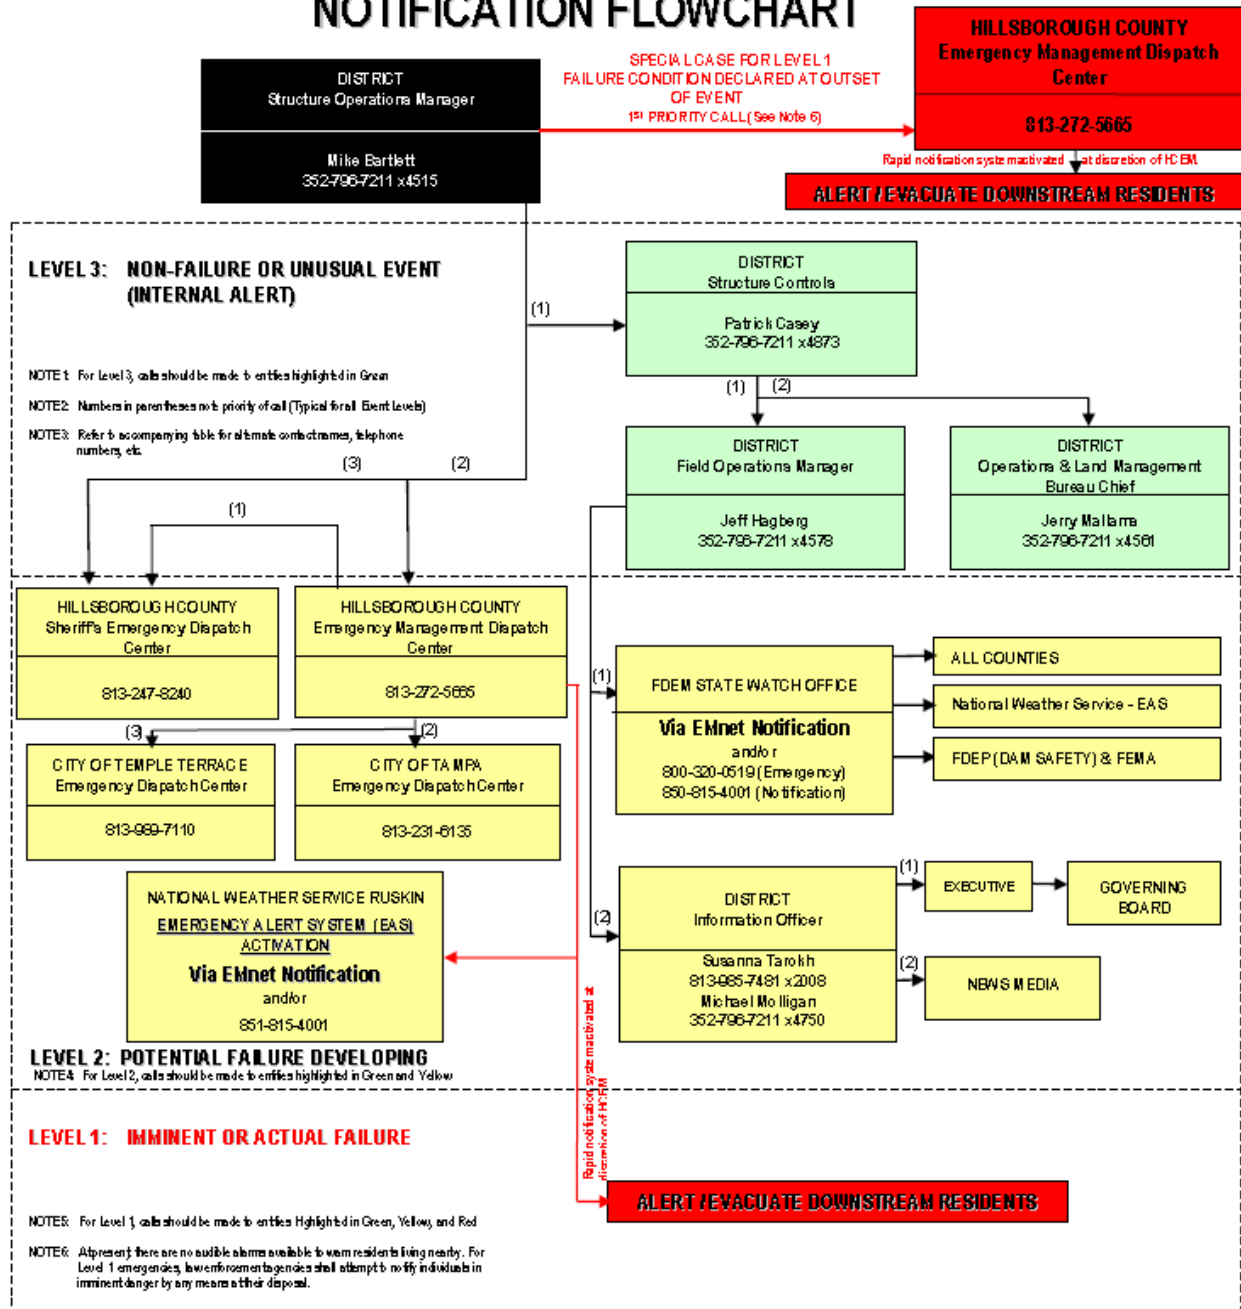 NOTIFICATION FLOWCHART
HILLSBOROUGH COUNTY
Emergency Management Dispatch
Center
813-272-5665
SPECIAL CASE FOR LEVEL 1
FAILURE CONDITION DECLARED AT OUTSET
OF EVENT
1ST PRIORITY CALL (See Note 6)
DISTRICT
Structure Operations Manager
Mike Bartlett
352-796-7211 x4515
Rapid notification system activated at discretion of HCEM.
ALERT / EVACUATE DOWNSTREAM RESIDENTS
LEVEL 3: NON-FAILURE OR UNUSUAL EVENT
(INTERNAL ALERT)
(1)
DISTRICT
Structure Controls
Patrick Casey
352-796-7211 x4873
NOTE 1: For Level 3, calls should be made to entities highlighted in Green
NOTE2: Numbers in parentheses note priority of call (Typical for all Event Levels)
NOTE3: Refer to accompanying table for alternate contact names, telephone
numbers, etc.
(1)
(2)
DISTRICT
Field Operations Manager
Jeff Hagberg
352-796-7211 x4578
DISTRICT
Operations & Land Management
Bureau Chief
Jerry Mallams
352-796-7211 x4561
(3)
(2)
(1)
HILLSBOROUGH COUNTY
Sheriff's Emergency Dispatch
Center
813-247-8240
HILLSBOROUGH COUNTY
Emergency Management Dispatch
Center
813-272-5665
(3)
(2)
CITY OF TEMPLE TERRACE
Emergency Dispatch Center
813-989-7110
CITY OF TAMPA
Emergency Dispatch Center
813-231-6135
(1)
FDEM STATE WATCH OFFICE
Via EMnet Notification
and/or
800-320-0519 (Emergency)
850-815-4001 (Notification)
ALL COUNTIES
National Weather Service - EAS
FDEP (DAM SAFETY) & FEMA
NATIONAL WEATHER SERVICE RUSKIN
EMERGENCY ALERT SYSTEM (EAS)
ACTIVATION
Via EMnet Notification
and/or
851-815-4001
(2)
DISTRICT
Information Officer
Susanna Tarokh
813-985-7481 x2008
Michael Molligan
352-796-7211 x4750
(1)
EXECUTIVE
GOVERNING
BOARD
(2)
NEWS MEDIA
LEVEL 2: POTENTIAL FAILURE DEVELOPING
NOTE4: For Level 2, calls should be made to entities highlighted in Green and Yellow
Rapid notification system activated at
discretion of HCEM
LEVEL 1: IMMINENT OR ACTUAL FAILURE
ALERT / EVACUATE DOWNSTREAM RESIDENTS
NOTE5: For Level 1, calls should be made to entities Highlighted in Green, Yellow, and Red
NOTE6: At present, there are no audible alarms available to warn residents living nearby. For
Level 1 emergencies, law enforcement agencies shall attempt to notify individuals in
imminent danger by any means at their disposal.